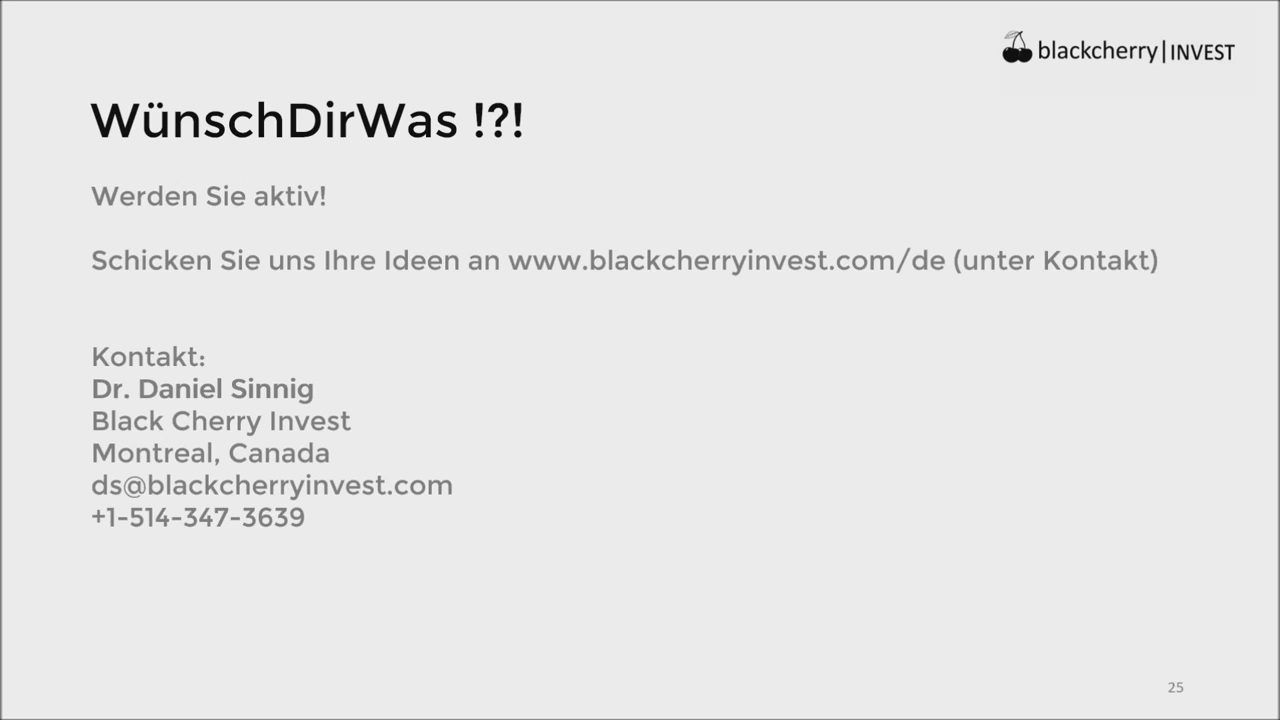 blackcherry|INVEST
WünschDirWas !?!
Werden Sie aktiv!
Schicken Sie uns Ihre Ideen an www.blackcherryinvest.com/de (unter Kontakt)
Kontakt:
Dr. Daniel Sinnig
Black Cherry Invest
Montreal, Canada
ds@blackcherryinvest.com
+1-514-347-3639
25